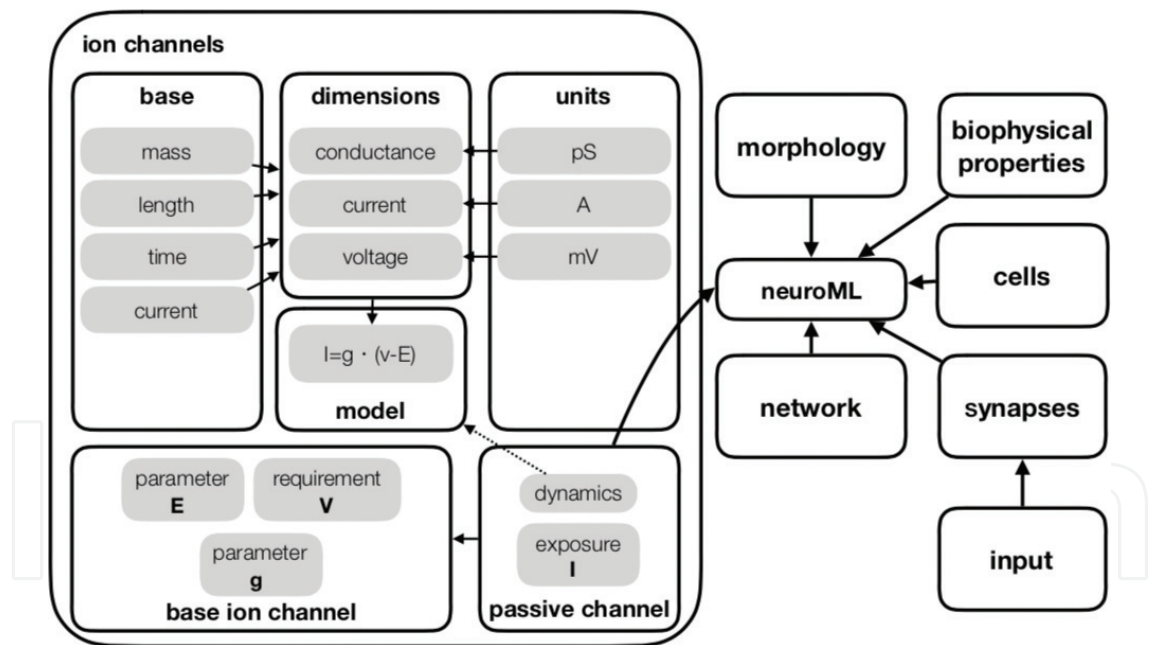 ion channels
base
mass
length
time
current
dimensions
conductance
current
voltage
units
pS
A
mV
I=g · (v-E)
model
parameter
E
requirement
V
parameter
g
base ion channel
dynamics
exposure
I
passive channel
morphology
biophysical
properties
neuroML
cells
network
synapses
input